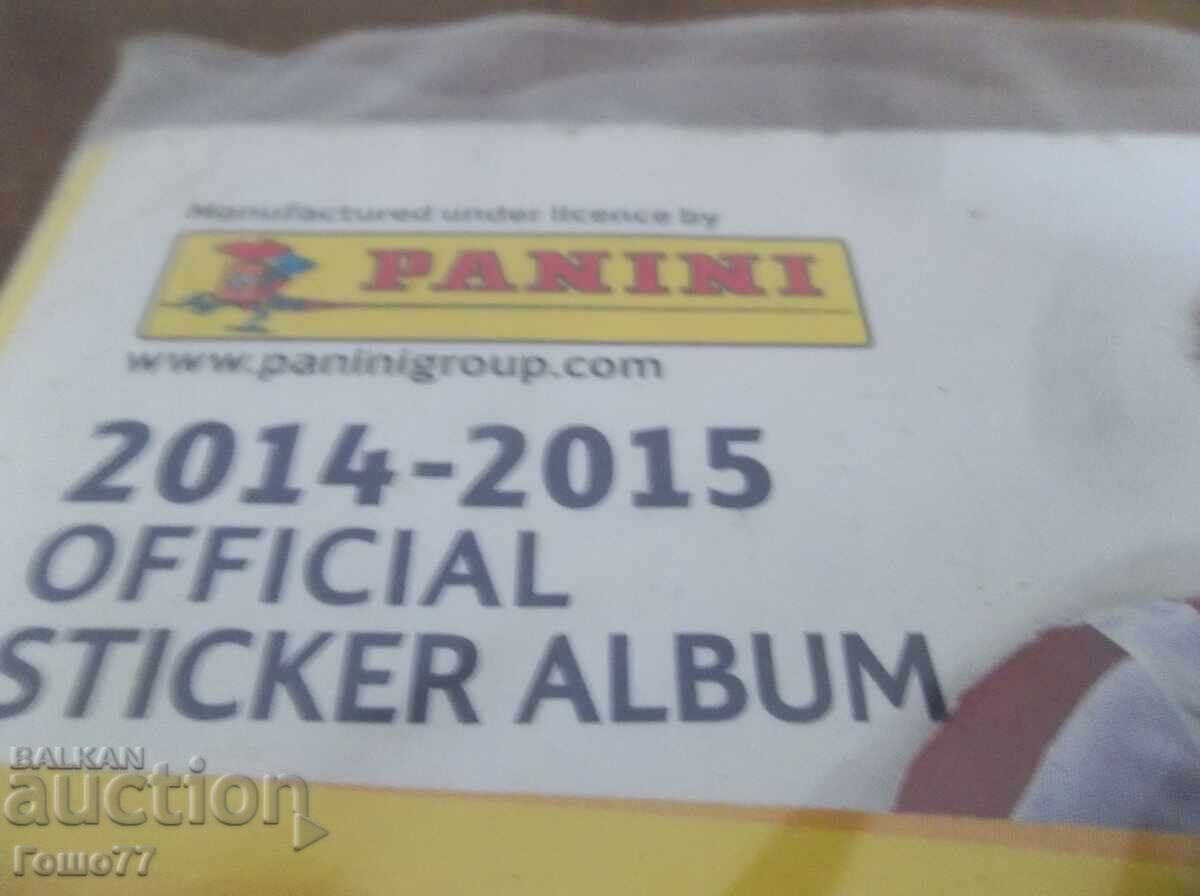 Manufactured under licence by
PANINI
www.paninigroup.com
2014-2015
OFFICIAL
STICKER ALBUM
BALKAN
auction
Гошо77